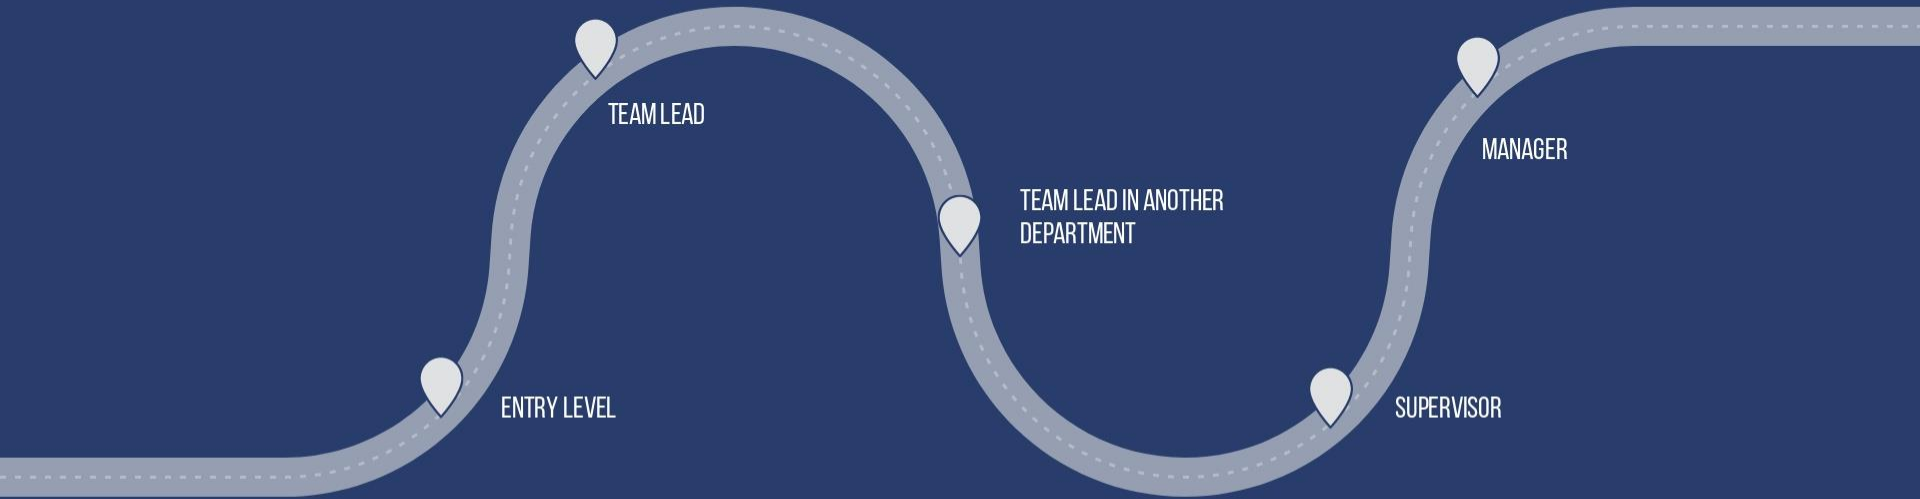 ENTRY LEVEL
TEAM LEAD
TEAM LEAD IN ANOTHER
DEPARTMENT
SUPERVISOR
MANAGER